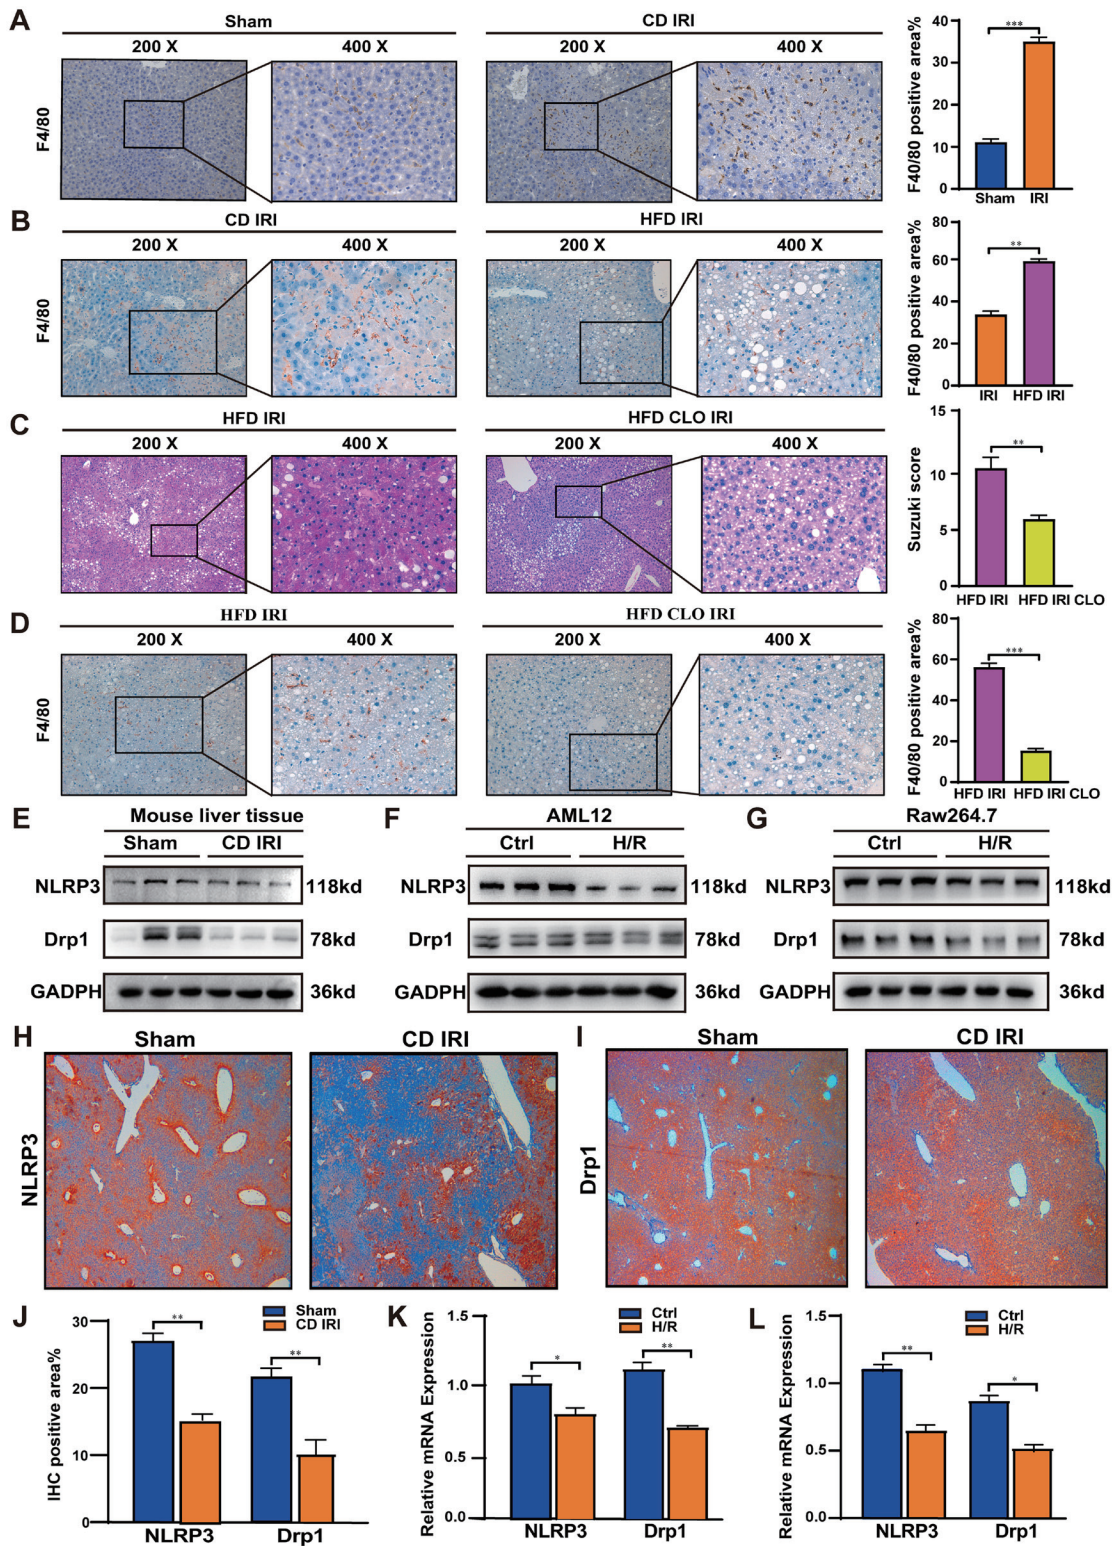 A
Sham
CD IRI
200 X
400 X
200 X
400 X
F4/80
F40/80 positive area%
40
30
20
10
0
***
Sham
IRI
B
CD IRI
HFD IRI
200 X
400 X
200 X
400 X
F4/80
F40/80 positive area%
80
60
40
20
0
**
IRI
HFD IRI
C
HFD IRI
HFD CLO IRI
200 X
400 X
200 X
400 X
Suzuki score
15
10
5
0
**
HFD IRI
HFD IRI CLO
D
HFD IRI
HFD CLO IRI
200 X
400 X
200 X
400 X
F4/80
F40/80 positive area%
80
60
40
20
0
***
HFD IRI
HFD IRI CLO
E
Mouse liver tissue
Sham
CD IRI
NLRP3
118kd
Drp1
78kd
GADPH
36kd
F
AML12
Ctrl
H/R
NLRP3
118kd
Drp1
78kd
GADPH
36kd
G
Raw264.7
Ctrl
H/R
NLRP3
118kd
Drp1
78kd
GADPH
36kd
H
Sham
CD IRI
NLRP3
I
Sham
CD IRI
Drp1
J
Sham
CD IRI
IHC positive area%
30
20
10
0
**
**
NLRP3
Drp1
K
Ctrl
H/R
Relative mRNA Expression
1.5
1.0
0.5
0.0
*
**
NLRP3
Drp1
L
Ctrl
H/R
Relative mRNA Expression
1.5
1.0
0.5
0.0
**
*
NLRP3
Drp1